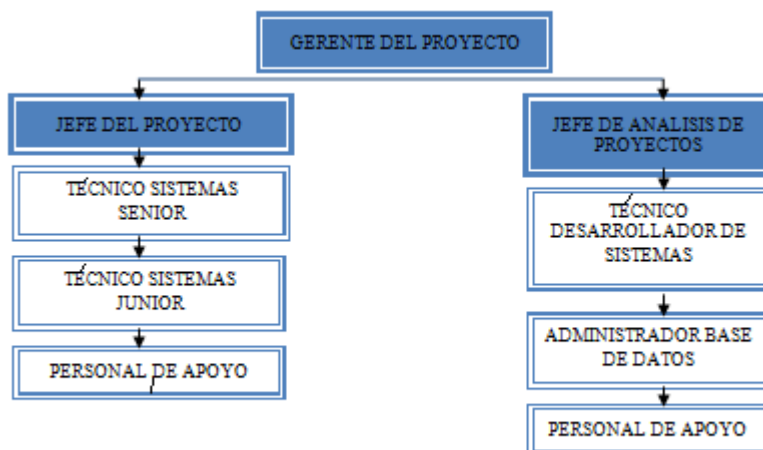 GERENTE DEL PROYECTO
JEFE DEL PROYECTO
TÉCNICO SISTEMAS
SENIOR
TÉCNICO SISTEMAS
JUNIOR
PERSONAL DE APOYO
JEFE DE ANALISIS DE
PROYECTOS
TÉCNICO
DESARROLLADOR DE
SISTEMAS
ADMINISTRADOR BASE
DE DATOS
PERSONAL DE APOYO